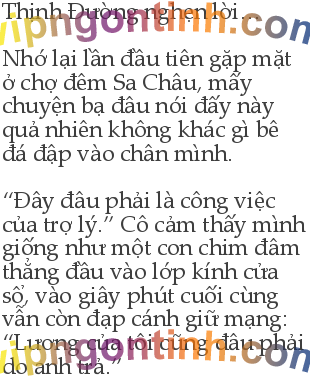 Thịnh Đường nghẹn lời…
vipngontinh.com
Nhớ lại lần đầu tiên gặp mặt
ở chợ đêm Sa Châu, mấy
chuyện bạ đâu nói đấy này
quả nhiên không khác gì bê
đá đập vào chân mình.
“Đây đâu phải là công việc
của trợ lý.” Cô cảm thấy mình
giống như một con chim đâm
thẳng đầu vào lớp kính cửa
sổ, vào giây phút cuối cùng
vẫn còn đạp cánh giữ mạng:
“Lương của tôi cũng đâu phải
vipngontinh.com
do anh trả.”